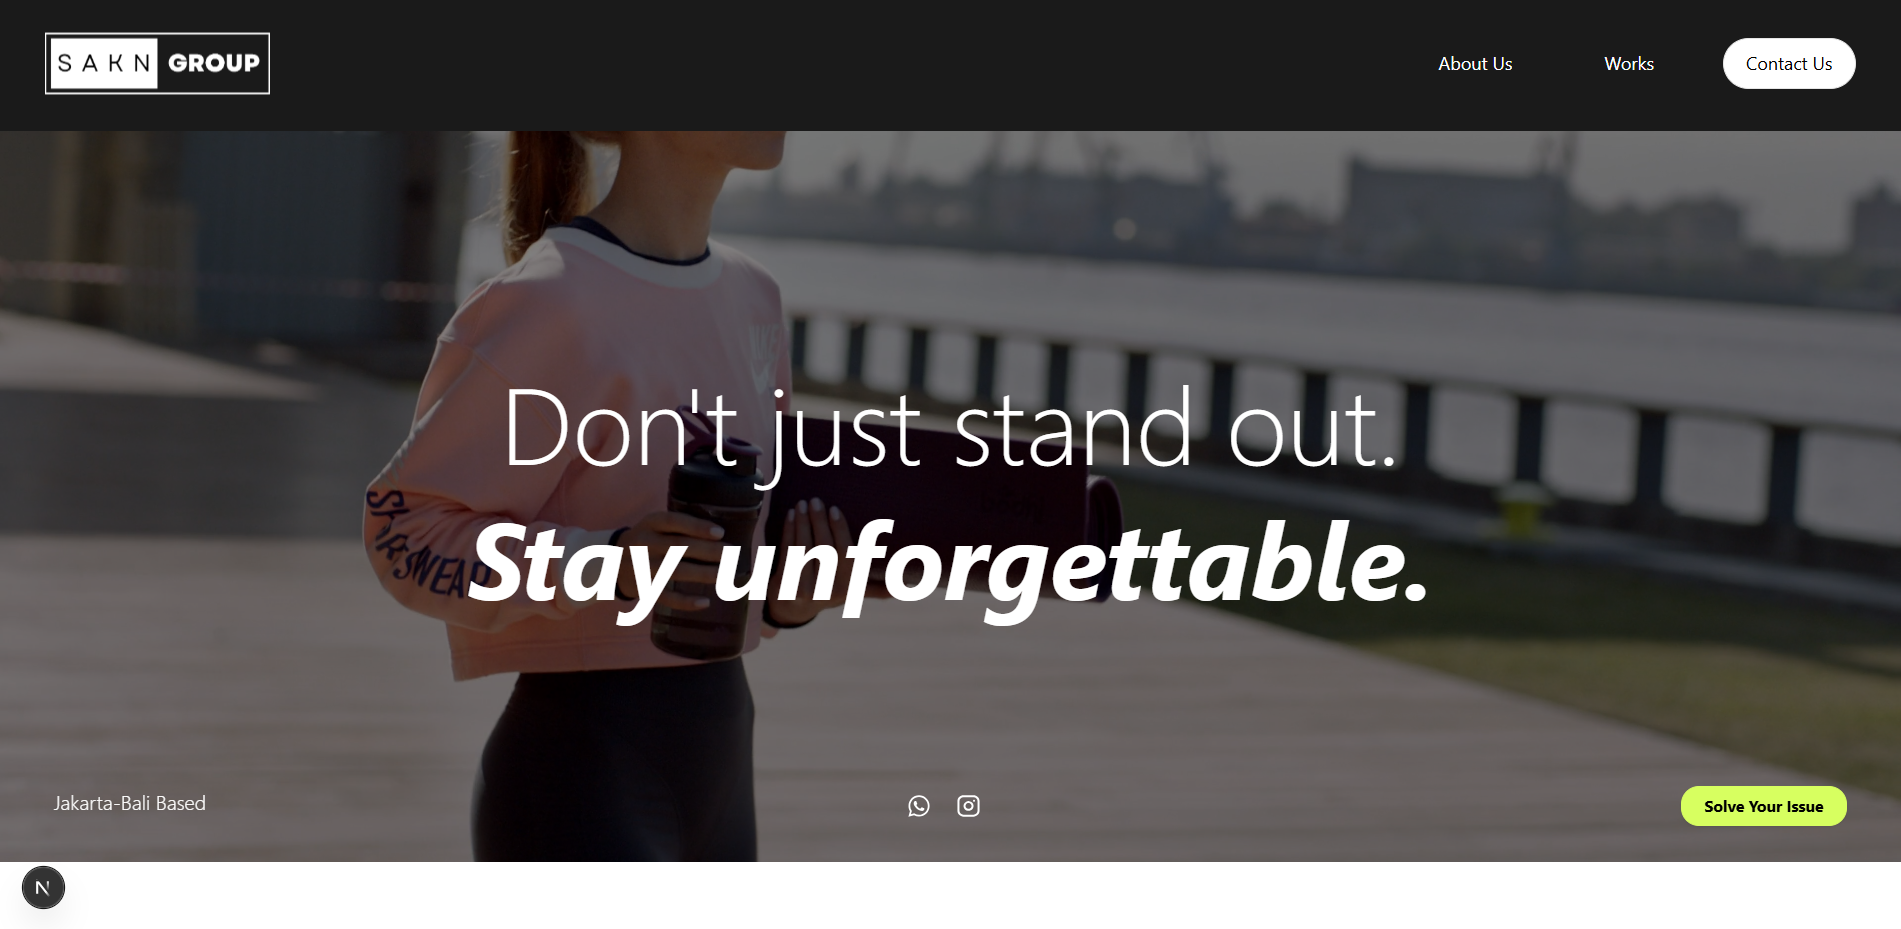 SAKN GROUP
About Us
Works
Contact Us
Don't just stand out.
Stay unforgettable.
Jakarta-Bali Based
Solve Your Issue
N